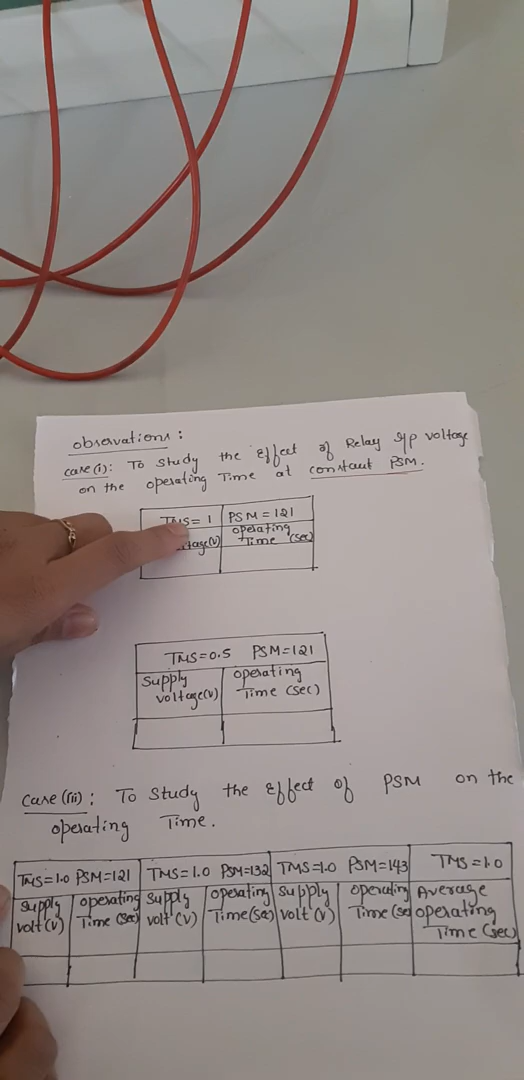 observations:
case(i): To study the Effect of Relay I/p voltage
on the operating Time at constant PSM.
TMS=1 PSM=121
operating
Time (sec)
TMS=0.5 PSM=121
supply
voltage(v)
operating
Time (sec)
case(ii): To study the Effect of PSM on the
operating Time.
TMS=1.0 PSM=121 TMS=1.0 PSM=132 TMS=1.0 PSM=143 TMS=1.0
supply
volt(v)
operating
Time (sec)
supply
volt(v)
operating
Time(sec)
supply
volt(v)
operating
Time (sec)
Average
operating
Time (sec)